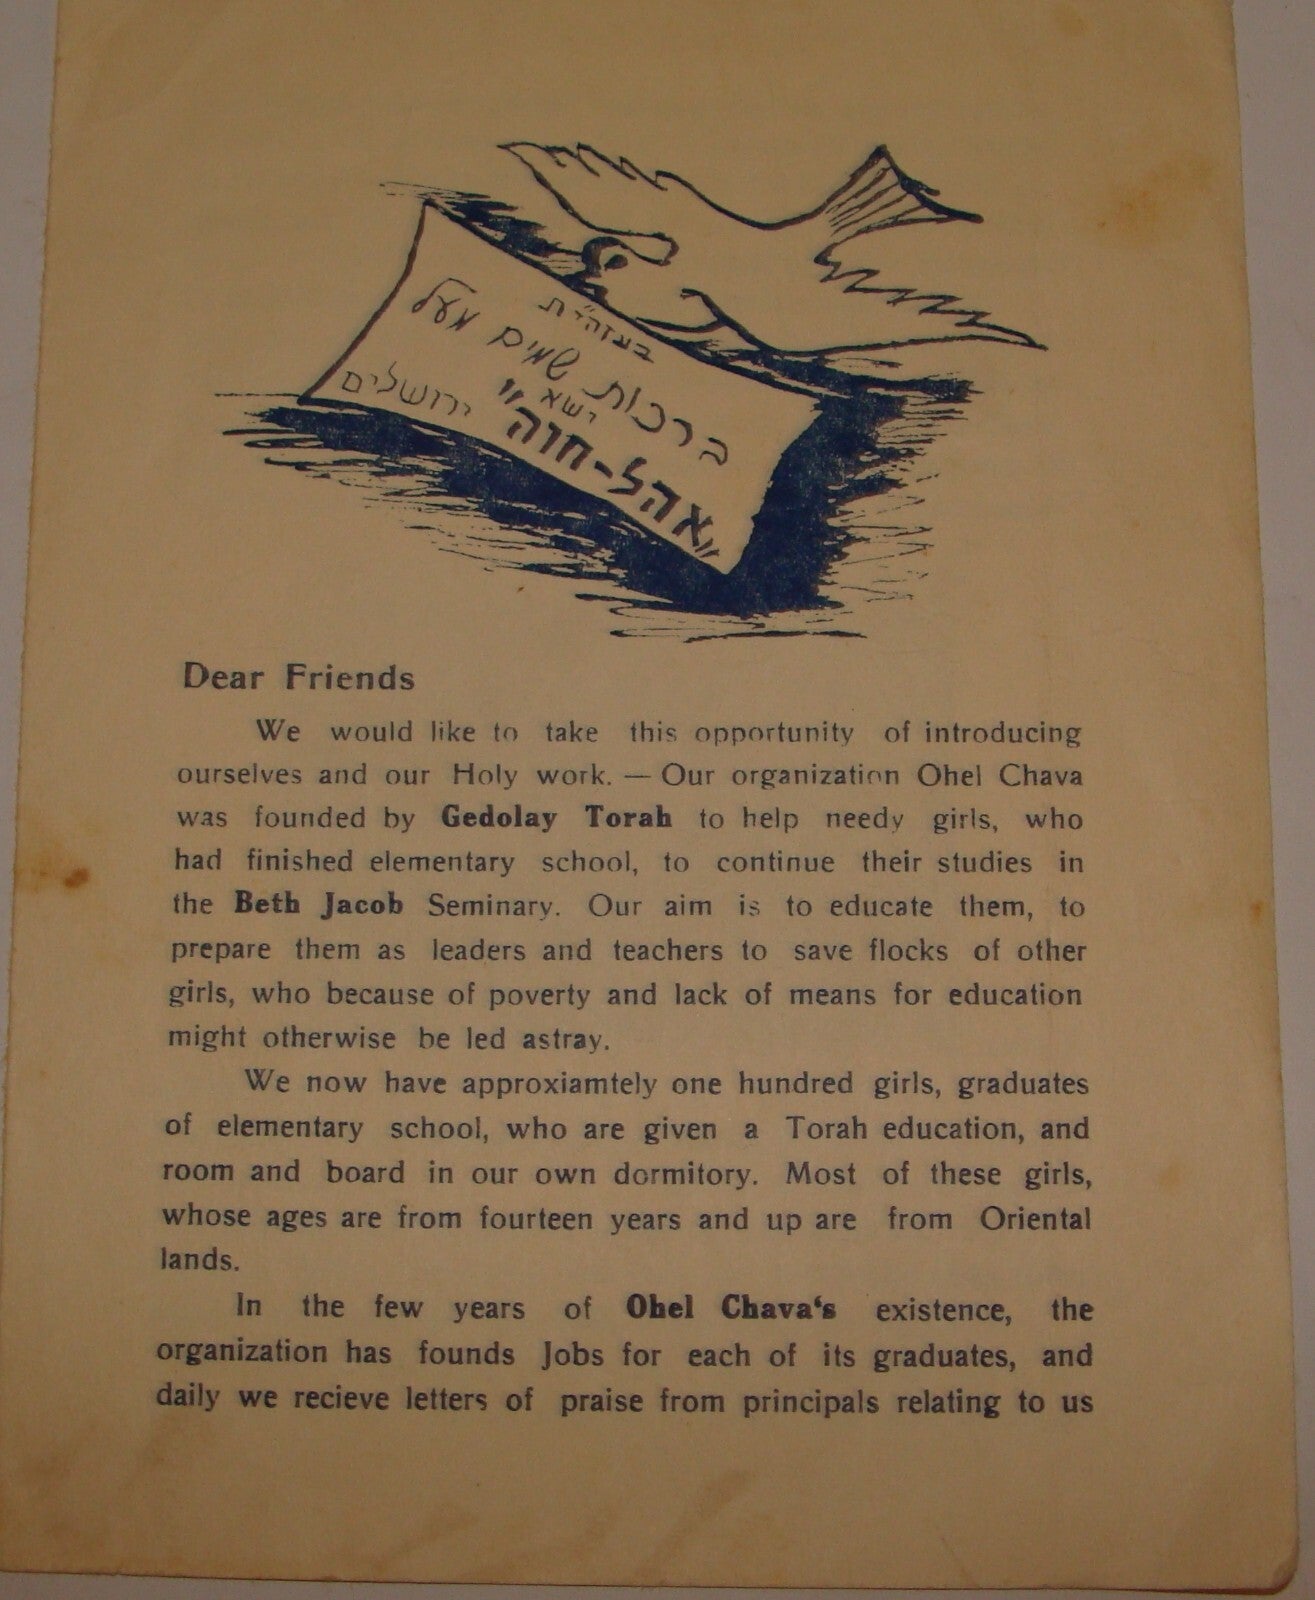 בעזהי"ת
ברכות שמים מעל
ישא
"אהל-חוה"
ירושלים
Dear Friends
We would like to take this opportunity of introducing
ourselves and our Holy work. — Our organization Ohel Chava
was founded by Gedolay Torah to help needy girls, who
had finished elementary school, to continue their studies in
the Beth Jacob Seminary. Our aim is to educate them, to
prepare them as leaders and teachers to save flocks of other
girls, who because of poverty and lack of means for education
might otherwise be led astray.
We now have approxiamtely one hundred girls, graduates
of elementary school, who are given a Torah education, and
room and board in our own dormitory. Most of these girls,
whose ages are from fourteen years and up are from Oriental
lands.
In the few years of Ohel Chava‘s existence, the
organization has founds Jobs for each of its graduates, and
daily we recieve letters of praise from principals relating to us